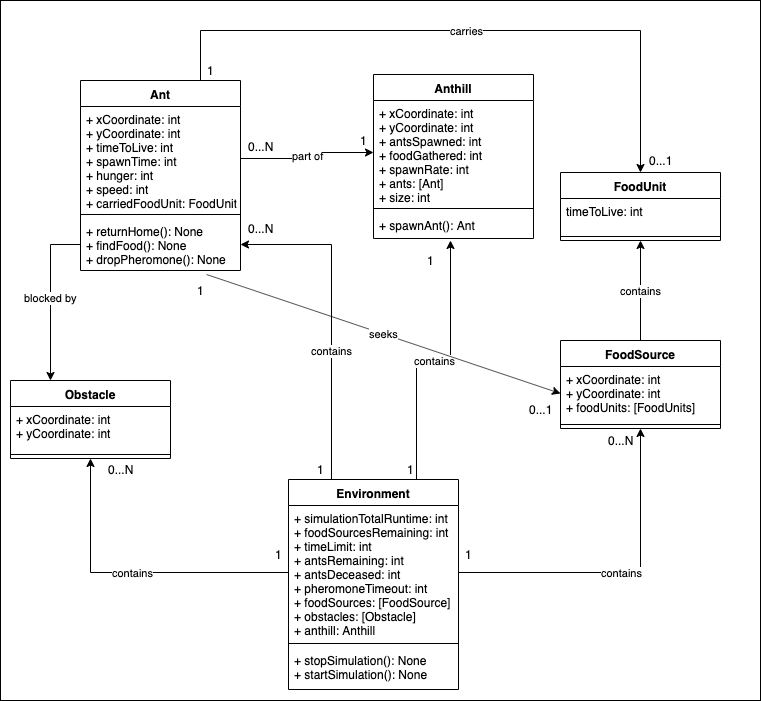 carries
1
Ant
+ xCoordinate: int
+ yCoordinate: int
+ timeToLive: int
+ spawnTime: int
+ hunger: int
+ speed: int
+ carriedFoodUnit: FoodUnit
+ returnHome(): None
+ findFood(): None
+ dropPheromone(): None
0...N
part of
1
Anthill
+ xCoordinate: int
+ yCoordinate: int
+ antsSpawned: int
+ foodGathered: int
+ spawnRate: int
+ ants: [Ant]
+ size: int
+ spawnAnt(): Ant
0...1
FoodUnit
timeToLive: int
0...N
1
1
blocked by
contains
seeks
contains
contains
FoodSource
+ xCoordinate: int
+ yCoordinate: int
+ foodUnits: [FoodUnits]
0...1
0...N
Obstacle
+ xCoordinate: int
+ yCoordinate: int
0...N
1
1
Environment
+ simulationTotalRuntime: int
+ foodSourcesRemaining: int
+ timeLimit: int
+ antsRemaining: int
+ antsDeceased: int
+ pheromoneTimeout: int
+ foodSources: [FoodSource]
+ obstacles: [Obstacle]
+ anthill: Anthill
+ stopSimulation(): None
+ startSimulation(): None
1
contains
1
contains